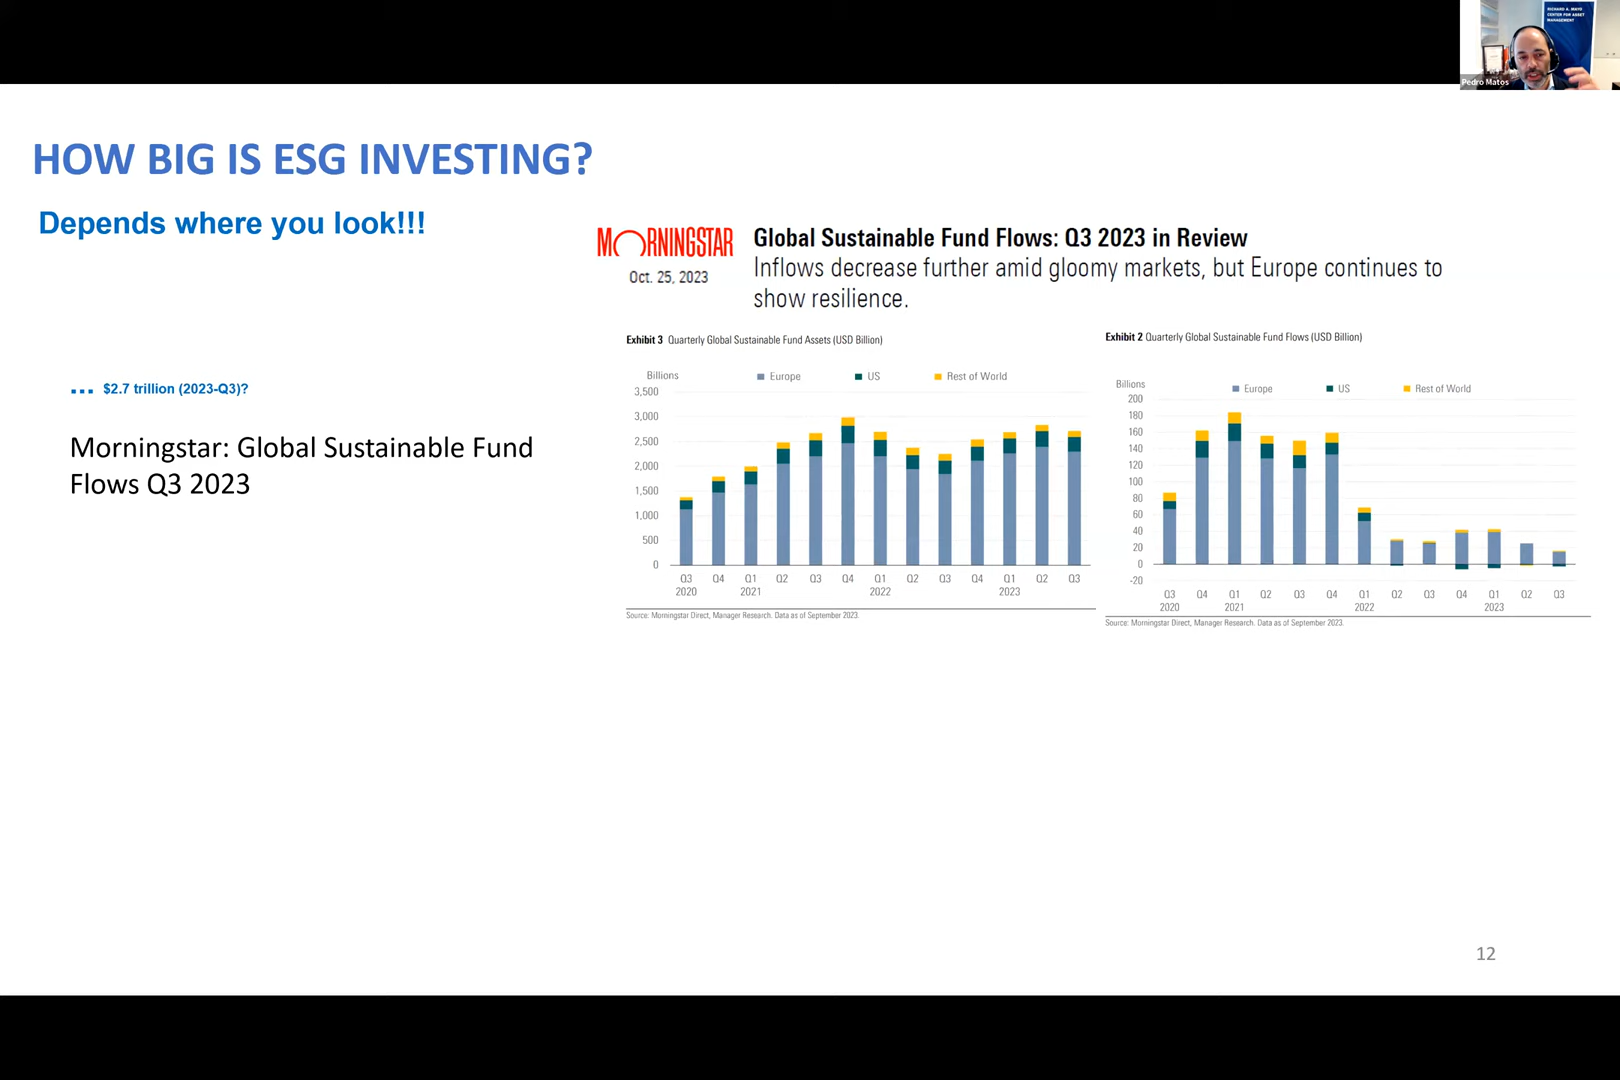 RICHARD A. MAYO
CENTER FOR ASSET
MANAGEMENT
Pedro Matos
HOW BIG IS ESG INVESTING?
Depends where you look!!!
... $2.7 trillion (2023-Q3)?
Morningstar: Global Sustainable Fund
Flows Q3 2023
MORNINGSTAR
Oct. 25, 2023
Global Sustainable Fund Flows: Q3 2023 in Review
Inflows decrease further amid gloomy markets, but Europe continues to
show resilience.
Exhibit 3 Quarterly Global Sustainable Fund Assets (USD Billion)
Billions
Europe US Rest of World
3,500
3,000
2,500
2,000
1,500
1,000
500
0
Q3 Q4 Q1 Q2 Q3 Q4 Q1 Q2 Q3 Q4 Q1 Q2 Q3
2020 2021 2022 2023
Source: Morningstar Direct, Manager Research. Data as of September 2023.
Exhibit 2 Quarterly Global Sustainable Fund Flows (USD Billion)
Billions
Europe US Rest of World
200
180
160
140
120
100
80
60
40
20
0
-20
Q3 Q4 Q1 Q2 Q3 Q4 Q1 Q2 Q3 Q4 Q1 Q2 Q3
2020 2021 2022 2023
Source: Morningstar Direct, Manager Research. Data as of September 2023.
12